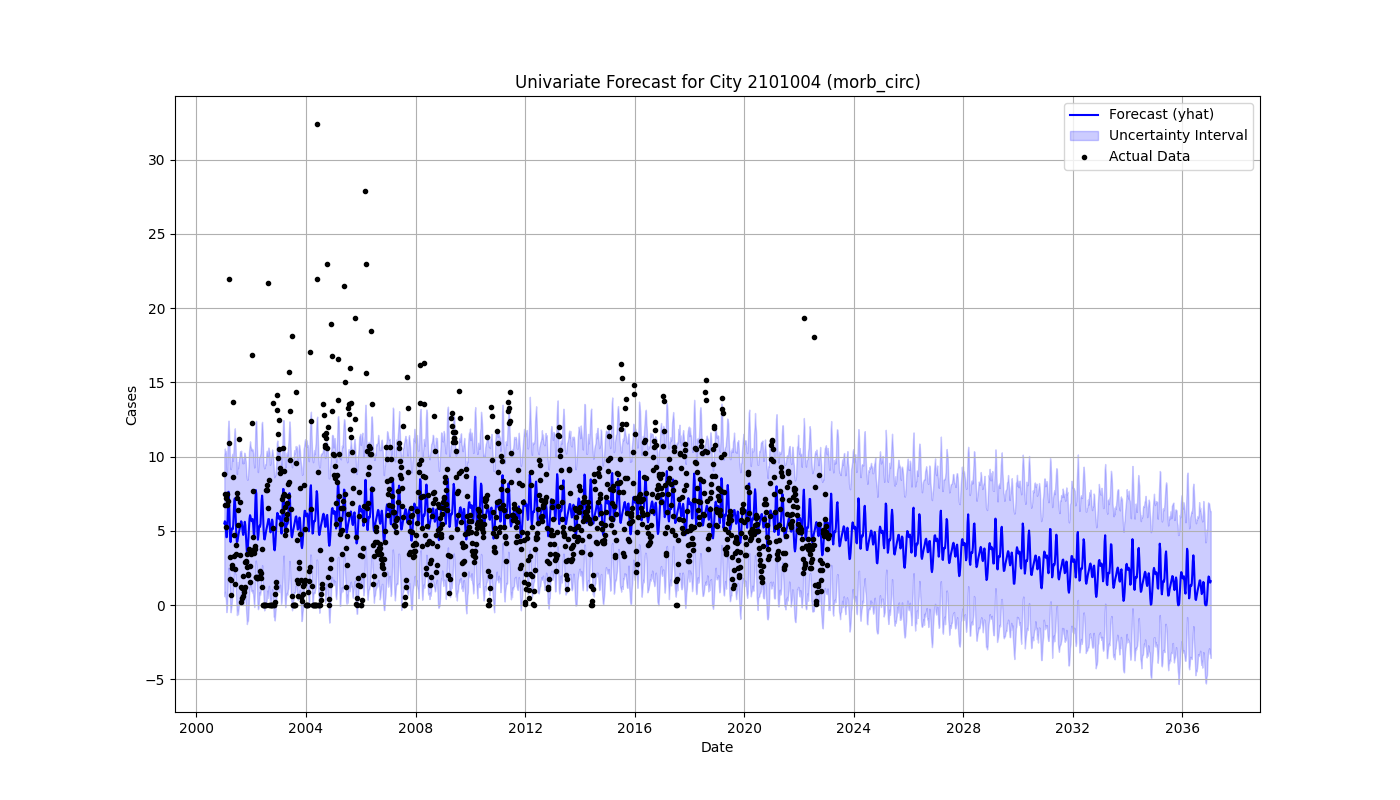 Univariate Forecast for City 2101004 (morb_circ)
Forecast (yhat)
Uncertainty Interval
Actual Data
Cases
30
25
20
15
10
5
0
−5
2000 2004 2008 2012 2016 2020 2024 2028 2032 2036
Date